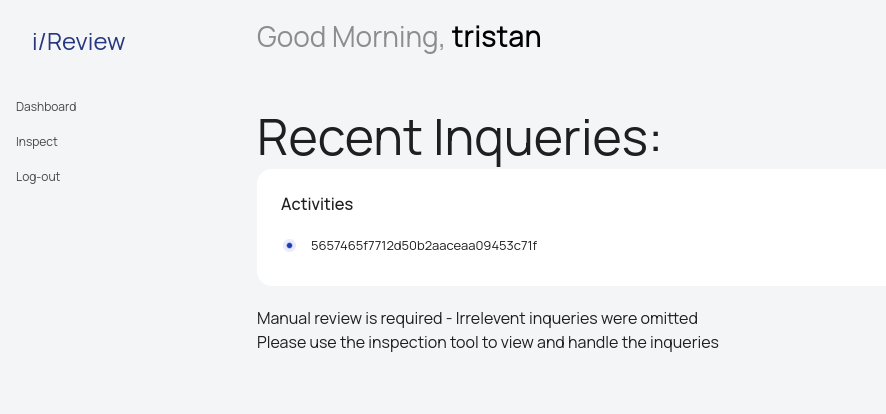 i/Review
Good Morning, tristan
Dashboard
Inspect
Log-out
Recent Inqueries:
Activities
5657465f7712d50b2aaceaa09453c71f
Manual review is required - Irrelevent inqueries were omitted
Please use the inspection tool to view and handle the inqueries